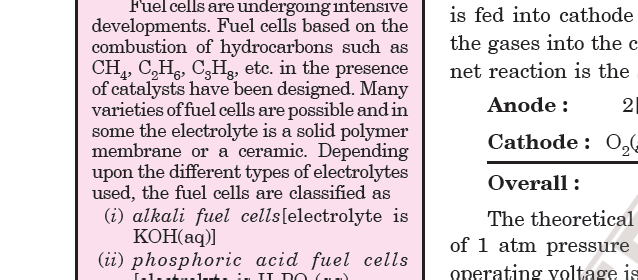 Fuel cells are undergoing intensive
developments. Fuel cells based on the
combustion of hydrocarbons such as
CH₄, C₂H₆, C₃H₈, etc. in the presence
of catalysts have been designed. Many
varieties of fuel cells are possible and in
some the electrolyte is a solid polymer
membrane or a ceramic. Depending
upon the different types of electrolytes
used, the fuel cells are classified as
(i) alkali fuel cells[electrolyte is
KOH(aq)]
(ii) phosphoric acid fuel cells
[electrolyte is H₃PO₄(aq)
is fed into cathode
the gases into the c
net reaction is the
Anode : 2[
Cathode : O₂(
Overall :
The theoretical
of 1 atm pressure
operating voltage is